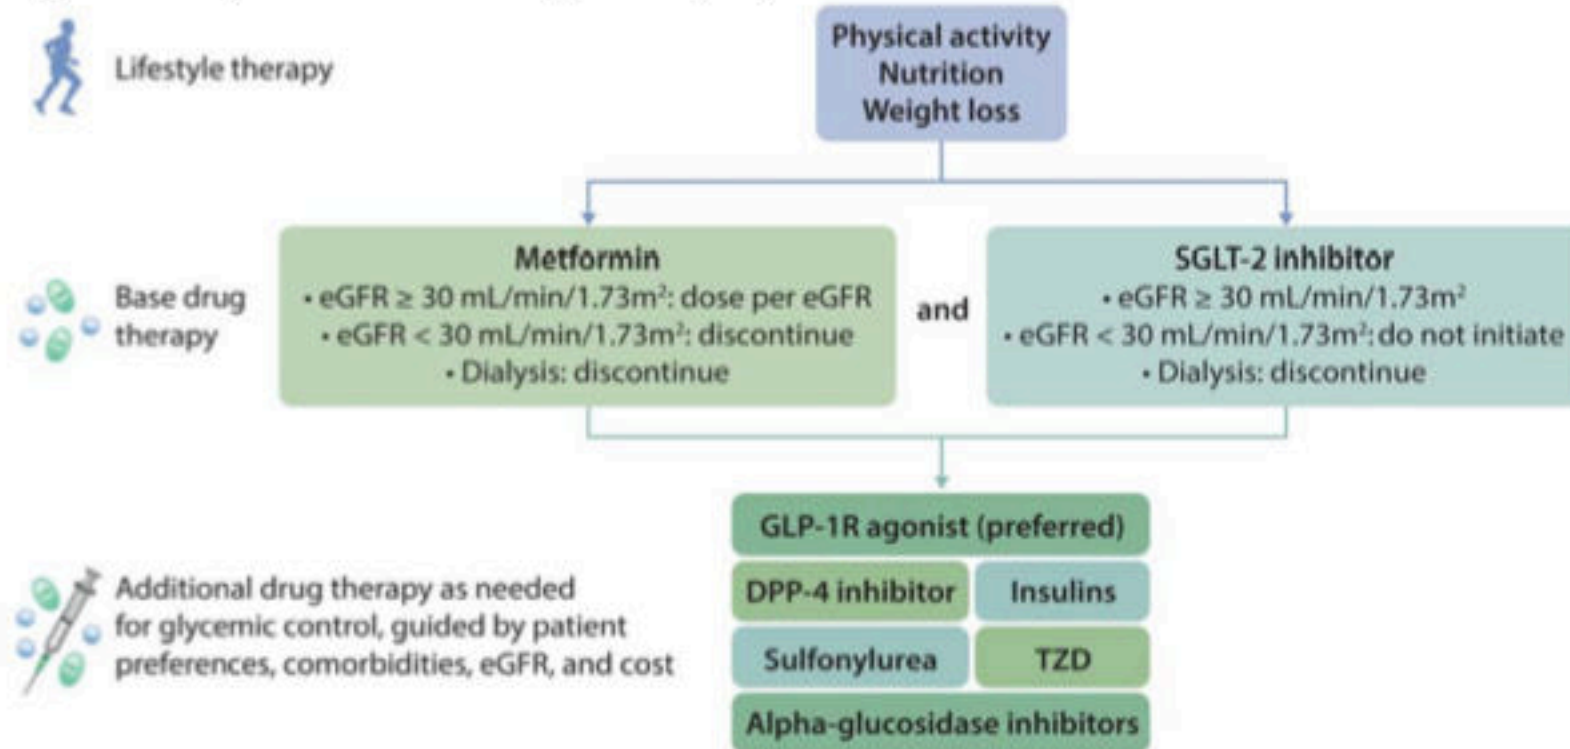 Lifestyle therapy
Physical activity
Nutrition
Weight loss
Base drug
therapy
Metformin
• eGFR ≥ 30 mL/min/1.73m²: dose per eGFR
• eGFR < 30 mL/min/1.73m²: discontinue
• Dialysis: discontinue
and
SGLT-2 inhibitor
• eGFR ≥ 30 mL/min/1.73m²
• eGFR < 30 mL/min/1.73m²: do not initiate
• Dialysis: discontinue
Additional drug therapy as needed
for glycemic control, guided by patient
preferences, comorbidities, eGFR, and cost
GLP-1R agonist (preferred)
DPP-4 inhibitor
Insulins
Sulfonylurea
TZD
Alpha-glucosidase inhibitors